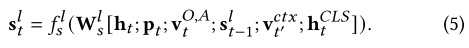 s_t^l = f_s^l(W_s^l[h_t; p_t; v_t^{O,A}; s_{t-1}^l; v_{t'}^{ctx}; h_t^{CLS}]). (5)